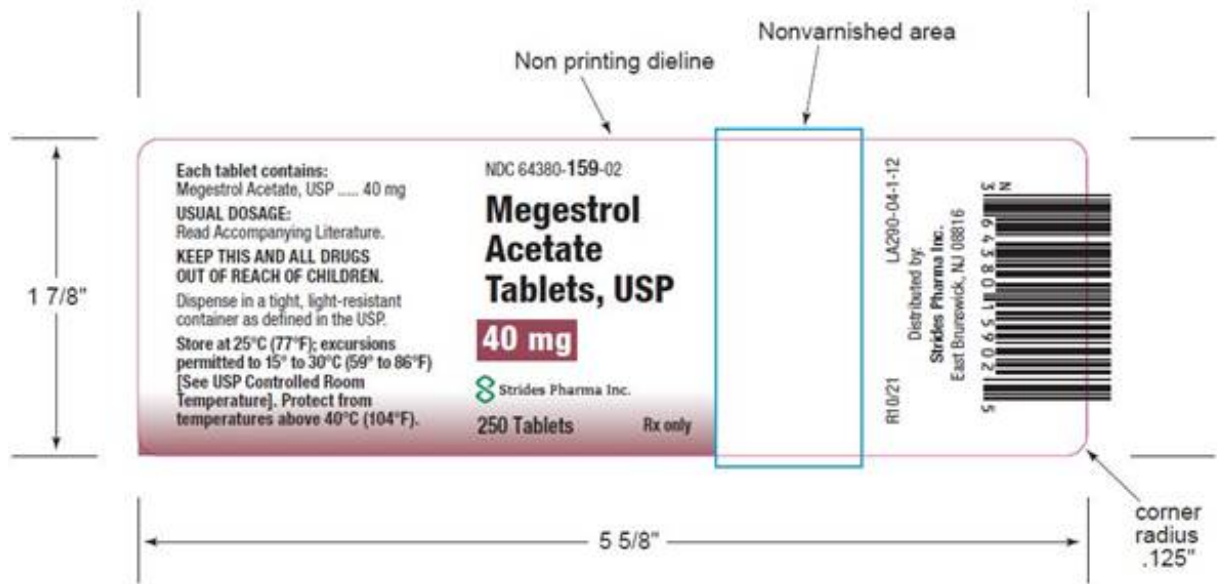 Nonvarnished area
Non printing dieline
Each tablet contains:
Megestrol Acetate, USP ..... 40 mg
USUAL DOSAGE:
Read Accompanying Literature.
KEEP THIS AND ALL DRUGS
OUT OF REACH OF CHILDREN.
Dispense in a tight, light-resistant
container as defined in the USP.
Store at 25°C (77°F); excursions
permitted to 15° to 30°C (59° to 86°F)
[See USP Controlled Room
Temperature]. Protect from
temperatures above 40°C (104°F).
NDC 64380-159-02
Megestrol
Acetate
Tablets, USP
40 mg
Strides Pharma Inc.
250 Tablets Rx only
R10/21 LA290-04-1-12
Distributed by:
Strides Pharma Inc.
East Brunswick, NJ 08816
N
3 64380 15902 5
1 7/8"
5 5/8"
corner
radius
.125"